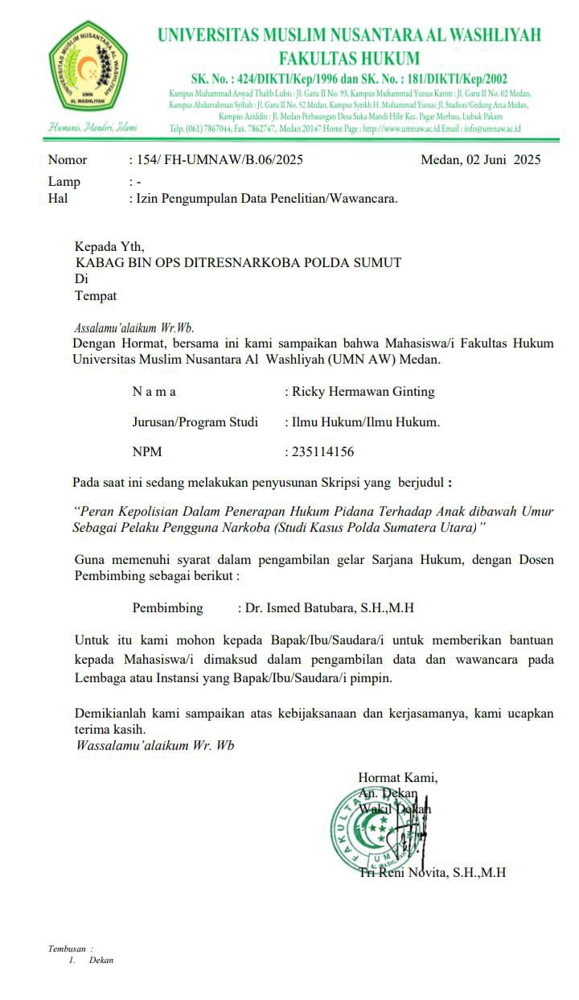 UNIVERSITAS MUSLIM NUSANTARA AL WASHLIYAH
UMN
AL WASHLIYAH
Humanis, Mandiri, Islami
UNIVERSITAS MUSLIM NUSANTARA AL WASHLIYAH
FAKULTAS HUKUM
SK. No. : 424/DIKTI/Kep/1996 dan SK. No. : 181/DIKTI/Kep/2002
Kampus Muhammad Arsyad Thalib Lubis : Jl. Garu II No. 93, Kampus Muhammad Yunus Karim : Jl. Garu II No. 02 Medan,
Kampus Abdurrahman Syihab : Jl. Garu II No. 52 Medan, Kampus Syeikh H. Muhammad Yunus: Jl. Stadion/Gedung Arca Medan,
Kampus Aziddin : Jl. Medan Perbaungan Desa Suka Mandi Hilir Kec. Pagar Merbau, Lubuk Pakam
Telp. (061) 7867044, Fax. 7862747, Medan 20147 Home Page : http://www.umnaw.ac.id Email : info@umnaw.ac.id
Nomor : 154/ FH-UMNAW/B.06/2025 Medan, 02 Juni 2025
Lamp : -
Hal : Izin Pengumpulan Data Penelitian/Wawancara.
Kepada Yth,
KABAG BIN OPS DITRESNARKOBA POLDA SUMUT
Di
Tempat
Assalamu’alaikum Wr.Wb.
Dengan Hormat, bersama ini kami sampaikan bahwa Mahasiswa/i Fakultas Hukum
Universitas Muslim Nusantara Al Washliyah (UMN AW) Medan.
N a m a : Ricky Hermawan Ginting
Jurusan/Program Studi : Ilmu Hukum/Ilmu Hukum.
NPM : 235114156
Pada saat ini sedang melakukan penyusunan Skripsi yang berjudul :
“Peran Kepolisian Dalam Penerapan Hukum Pidana Terhadap Anak dibawah Umur
Sebagai Pelaku Pengguna Narkoba (Studi Kasus Polda Sumatera Utara)”
Guna memenuhi syarat dalam pengambilan gelar Sarjana Hukum, dengan Dosen
Pembimbing sebagai berikut :
Pembimbing : Dr. Ismed Batubara, S.H.,M.H
Untuk itu kami mohon kepada Bapak/Ibu/Saudara/i untuk memberikan bantuan
kepada Mahasiswa/i dimaksud dalam pengambilan data dan wawancara pada
Lembaga atau Instansi yang Bapak/Ibu/Saudara/i pimpin.
Demikianlah kami sampaikan atas kebijaksanaan dan kerjasamanya, kami ucapkan
terima kasih.
Wassalamu’alaikum Wr. Wb
Hormat Kami,
An. Dekan
Wakil Dekan
FAKULTAS HUKUM
UMN
AL WASHLIYAH
Tri Reni Novita, S.H.,M.H
Tembusan :
1. Dekan